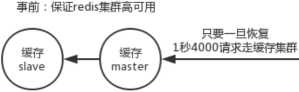 事前：保证redis集群高可用
只要一旦恢复
1秒4000请求走缓存集群
缓存
slave
缓存
master